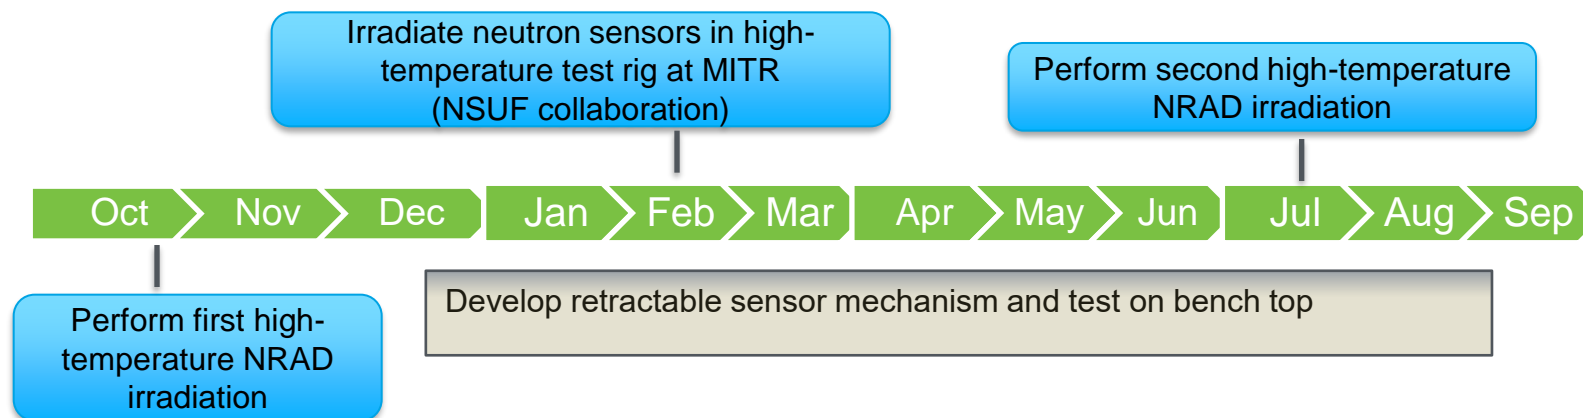 Irradiate neutron sensors in high-
temperature test rig at MITR
(NSUF collaboration)
Perform second high-temperature
NRAD irradiation
Oct Nov Dec Jan Feb Mar Apr May Jun Jul Aug Sep
Develop retractable sensor mechanism and test on bench top
Perform first high-
temperature NRAD
irradiation